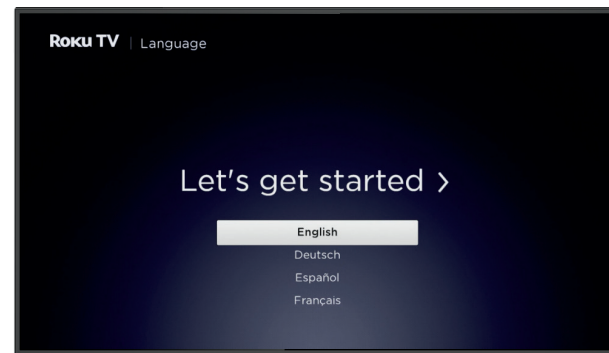 Roku TV | Language
Let's get started >
English
Deutsch
Español
Français